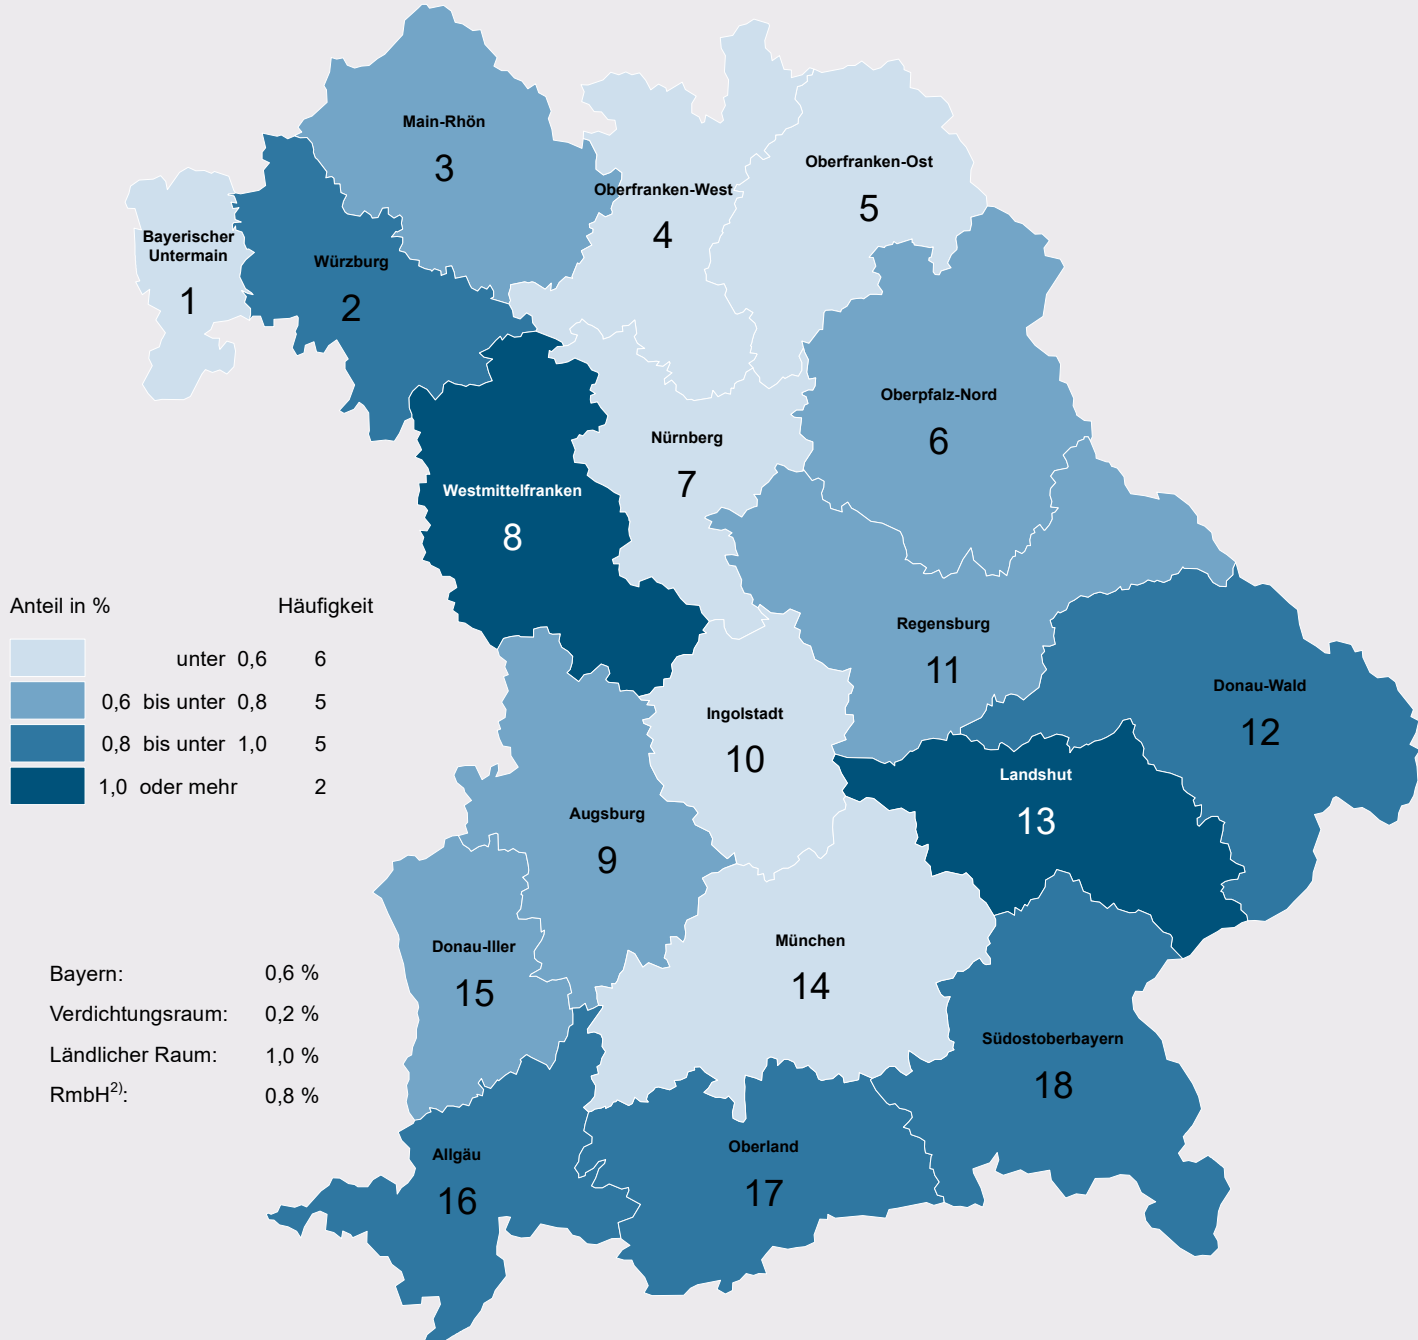 Main-Rhön
3
Oberfranken-Ost
5
Oberfranken-West
4
Bayerischer
Untermain
1
Würzburg
2
Oberpfalz-Nord
6
Nürnberg
7
Westmittelfranken
8
Anteil in % Häufigkeit
unter 0,6 6
0,6 bis unter 0,8 5
0,8 bis unter 1,0 5
1,0 oder mehr 2
Regensburg
11
Donau-Wald
12
Ingolstadt
10
Landshut
13
Augsburg
9
München
14
Donau-Iller
15
Bayern: 0,6 %
Verdichtungsraum: 0,2 %
Ländlicher Raum: 1,0 %
RmbH2): 0,8 %
Südostoberbayern
18
Oberland
17
Allgäu
16